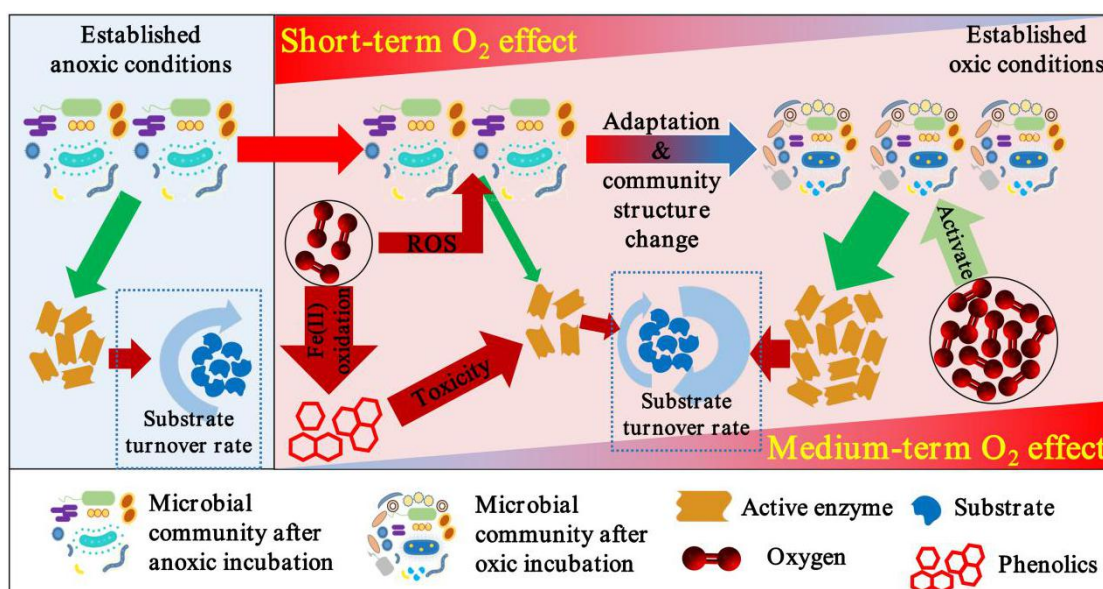 Established
anoxic conditions
Short-term O₂ effect
Established
oxic conditions
Adaptation
&
community
structure
change
ROS
Activate
Fe(II)
oxidation
Toxicity
Substrate
turnover rate
Substrate
turnover rate
Medium-term O₂ effect
Microbial
community after
anoxic incubation
Microbial
community after
oxic incubation
Active enzyme
Substrate
Oxygen
Phenolics